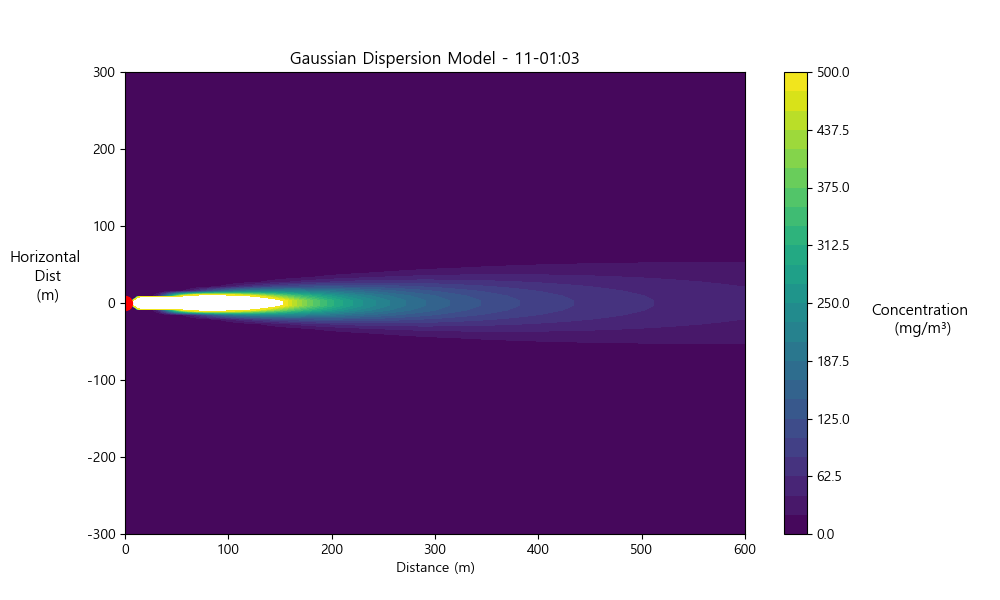 Gaussian Dispersion Model - 11-01:03
300
200
100
0
-100
-200
-300
Horizontal
Dist
(m)
0 100 200 300 400 500 600
Distance (m)
500.0
437.5
375.0
312.5
250.0
187.5
125.0
62.5
0.0
Concentration
(mg/m³)